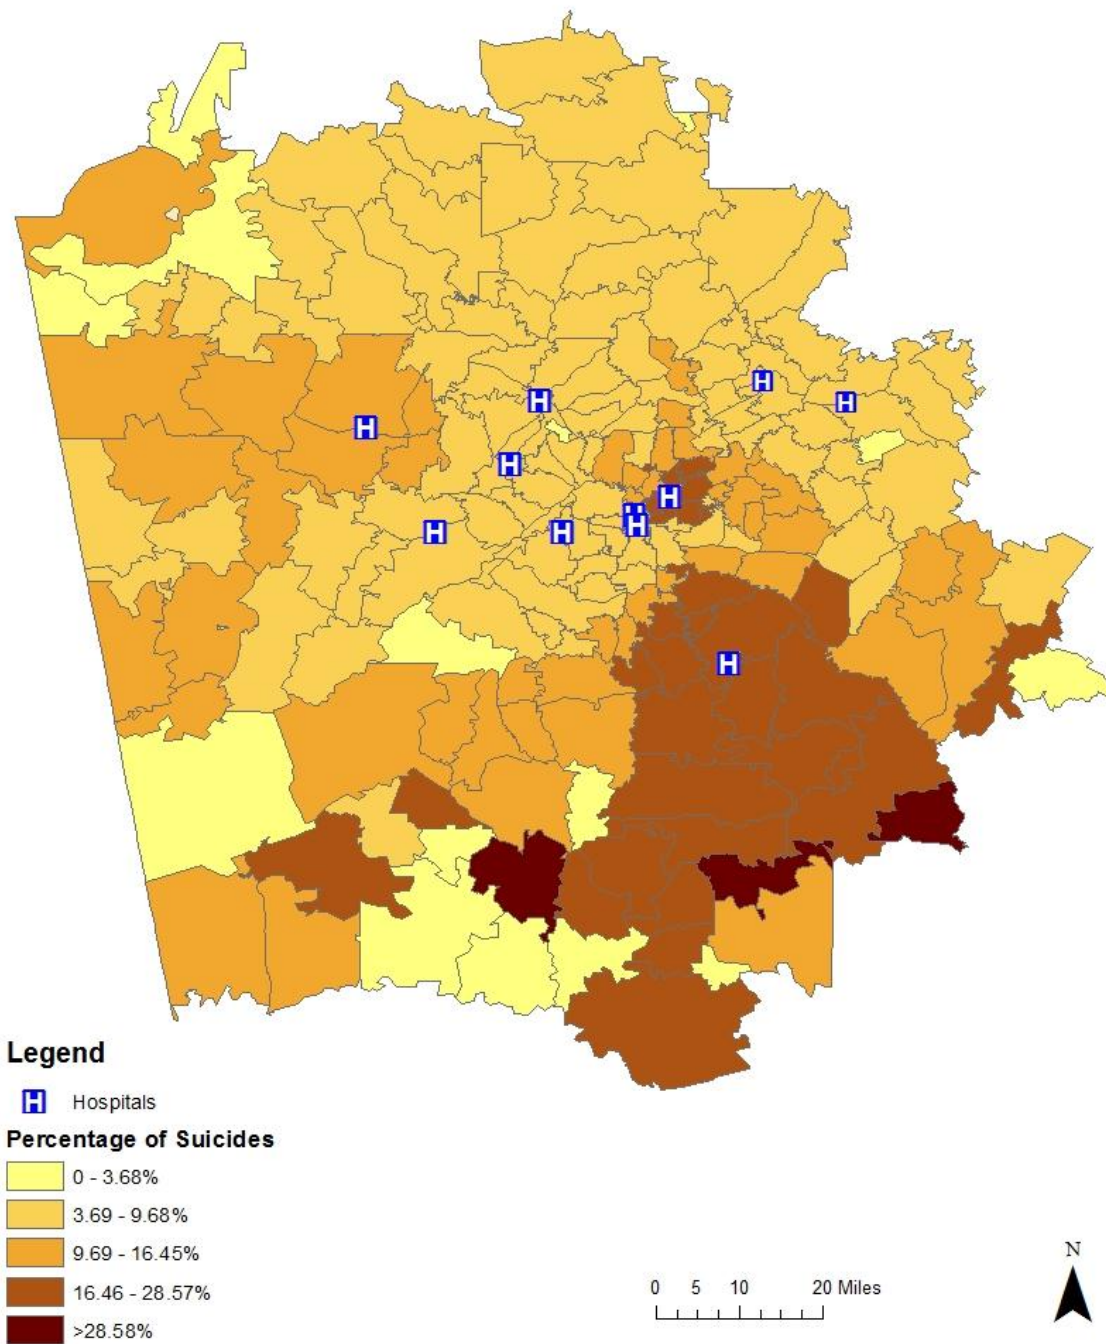 H
H
H
H
H
H
H
H
H
H
H
Legend
H Hospitals
Percentage of Suicides
0 - 3.68%
3.69 - 9.68%
9.69 - 16.45%
16.46 - 28.57%
>28.58%
0 5 10 20 Miles
N